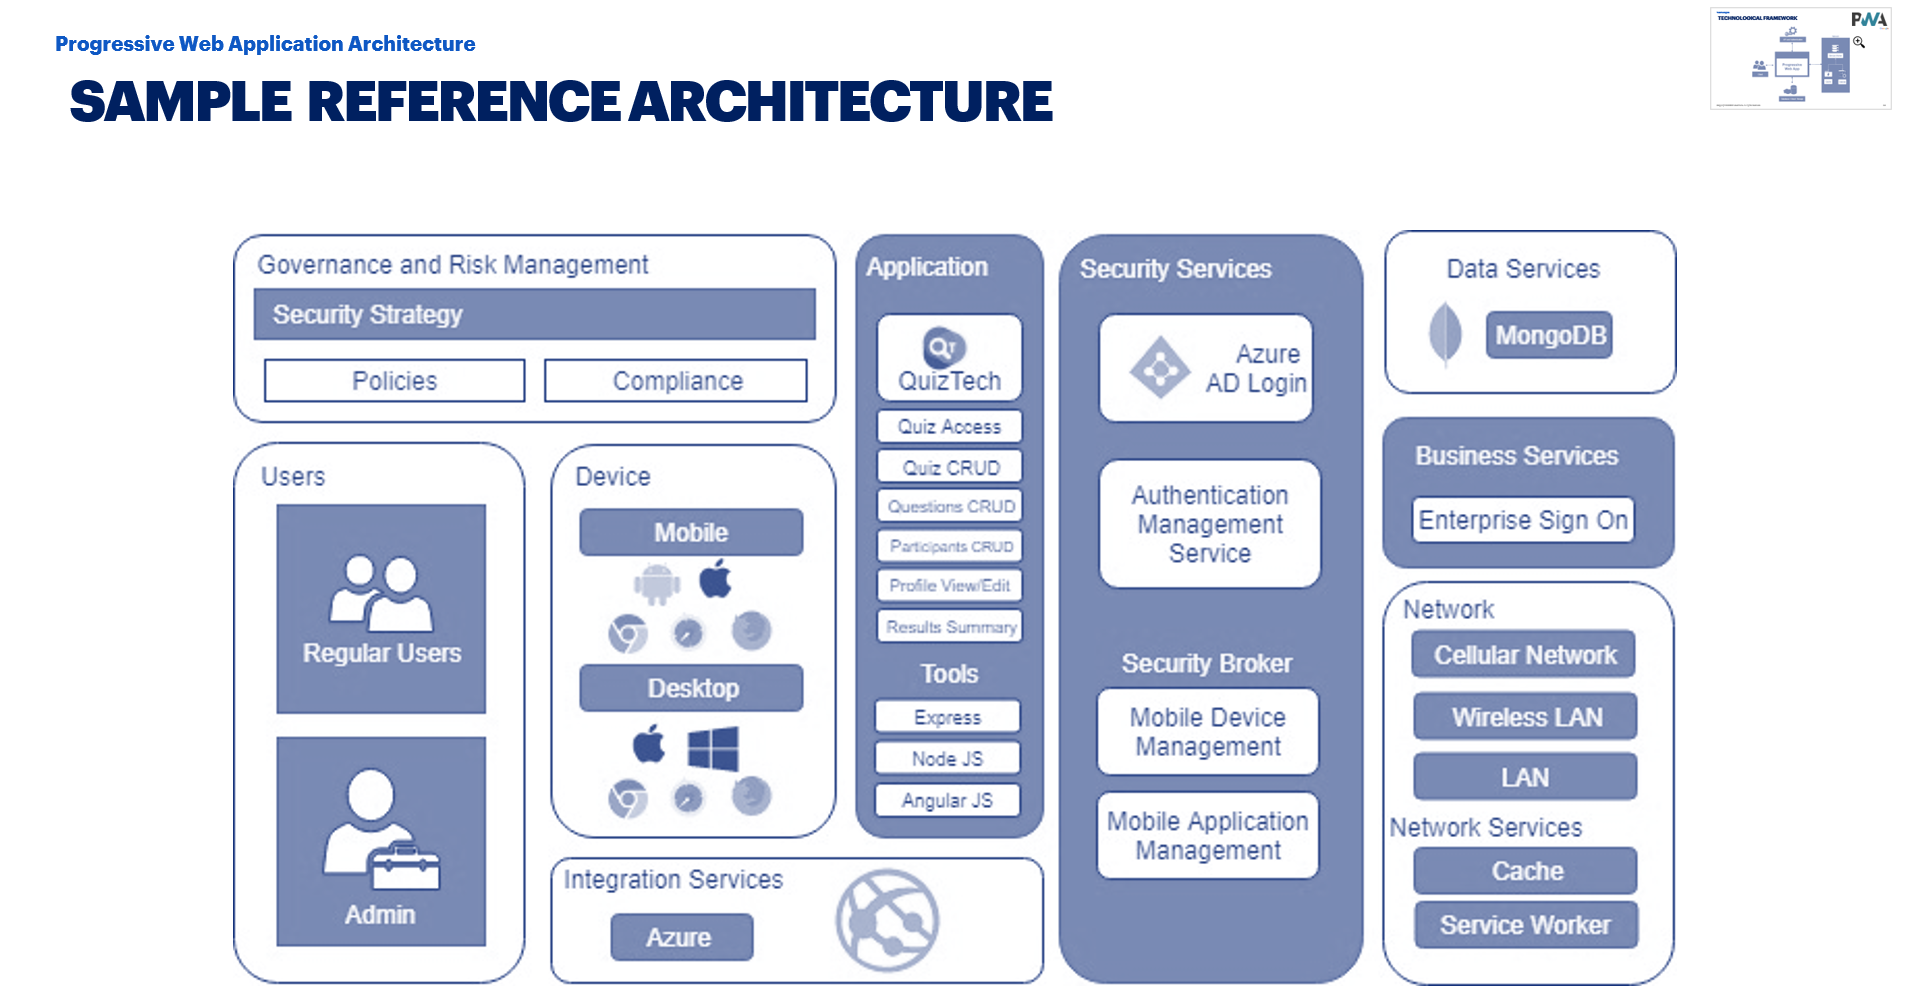 Progressive Web Application Architecture
SAMPLE REFERENCE ARCHITECTURE
TECHNOLOGICAL FRAMEWORK
PWA
Progressive
Web App
Governance and Risk Management
Security Strategy
Policies
Compliance
Users
Regular Users
Admin
Device
Mobile
Desktop
Integration Services
Azure
Application
QT
QuizTech
Quiz Access
Quiz CRUD
Questions CRUD
Participants CRUD
Profile View/Edit
Results Summary
Tools
Express
Node JS
Angular JS
Security Services
Azure
AD Login
Authentication
Management
Service
Security Broker
Mobile Device
Management
Mobile Application
Management
Data Services
MongoDB
Business Services
Enterprise Sign On
Network
Cellular Network
Wireless LAN
LAN
Network Services
Cache
Service Worker